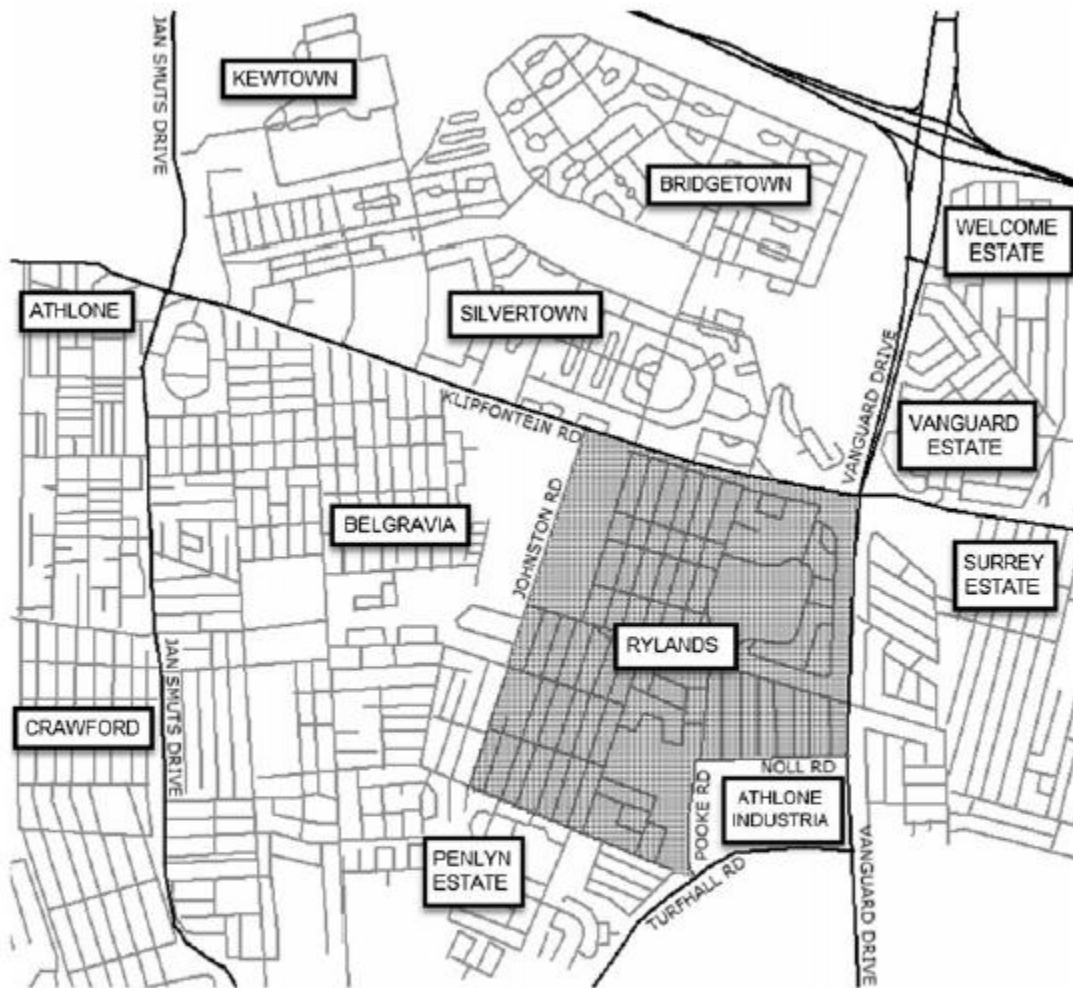 JAN SMUTS DRIVE
KEWTOWN
BRIDGETOWN
WELCOME
ESTATE
ATHLONE
SILVERTOWN
VANGUARD DRIVE
KLIPFONTEIN RD
VANGUARD
ESTATE
BELGRAVIA
JOHNSTON RD
SURREY
ESTATE
RYLANDS
JAN SMUTS DRIVE
CRAWFORD
NOLL RD
POOKE RD
ATHLONE
INDUSTRIA
PENLYN
ESTATE
TURFHALL RD
VANGUARD DRIVE